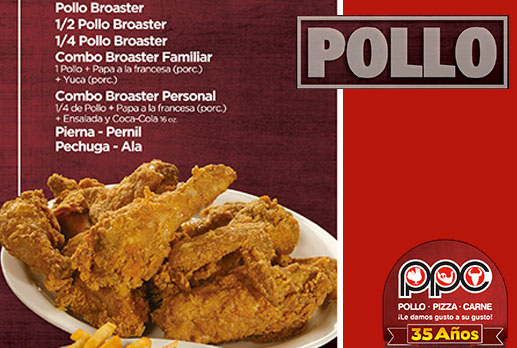 Pollo Broaster
1/2 Pollo Broaster
1/4 Pollo Broaster
Combo Broaster Familiar
1 Pollo + Papa a la francesa (porc.)
+ Yuca (porc.)
Combo Broaster Personal
1/4 de Pollo + Papa a la francesa (porc.)
+ Ensalada y Coca-Cola 16 oz.
Pierna - Pernil
Pechuga - Ala
POLLO
ppc
POLLO · PIZZA · CARNE
¡Le damos gusto a su gusto!
35 Años